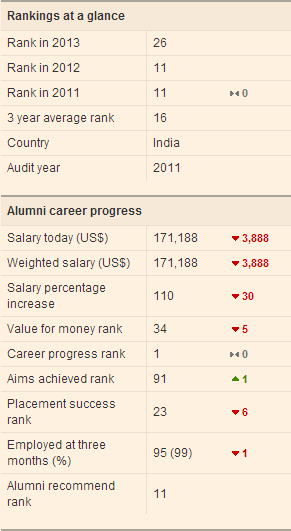 Rankings at a glance
Rank in 2013 26
Rank in 2012 11
Rank in 2011 11 0
3 year average rank 16
Country India
Audit year 2011
Alumni career progress
Salary today (US$) 171,188 3,888
Weighted salary (US$) 171,188 3,888
Salary percentage
increase 110 30
Value for money rank 34 5
Career progress rank 1 0
Aims achieved rank 91 1
Placement success
rank 23 6
Employed at three
months (%) 95 (99) 1
Alumni recommend
rank 11